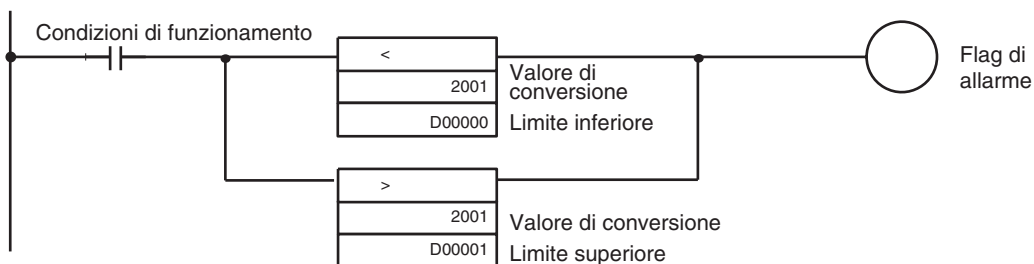 Condizioni di funzionamento
<
2001
Valore di
conversione
D00000
Limite inferiore
Flag di
allarme
>
2001
Valore di conversione
D00001
Limite superiore